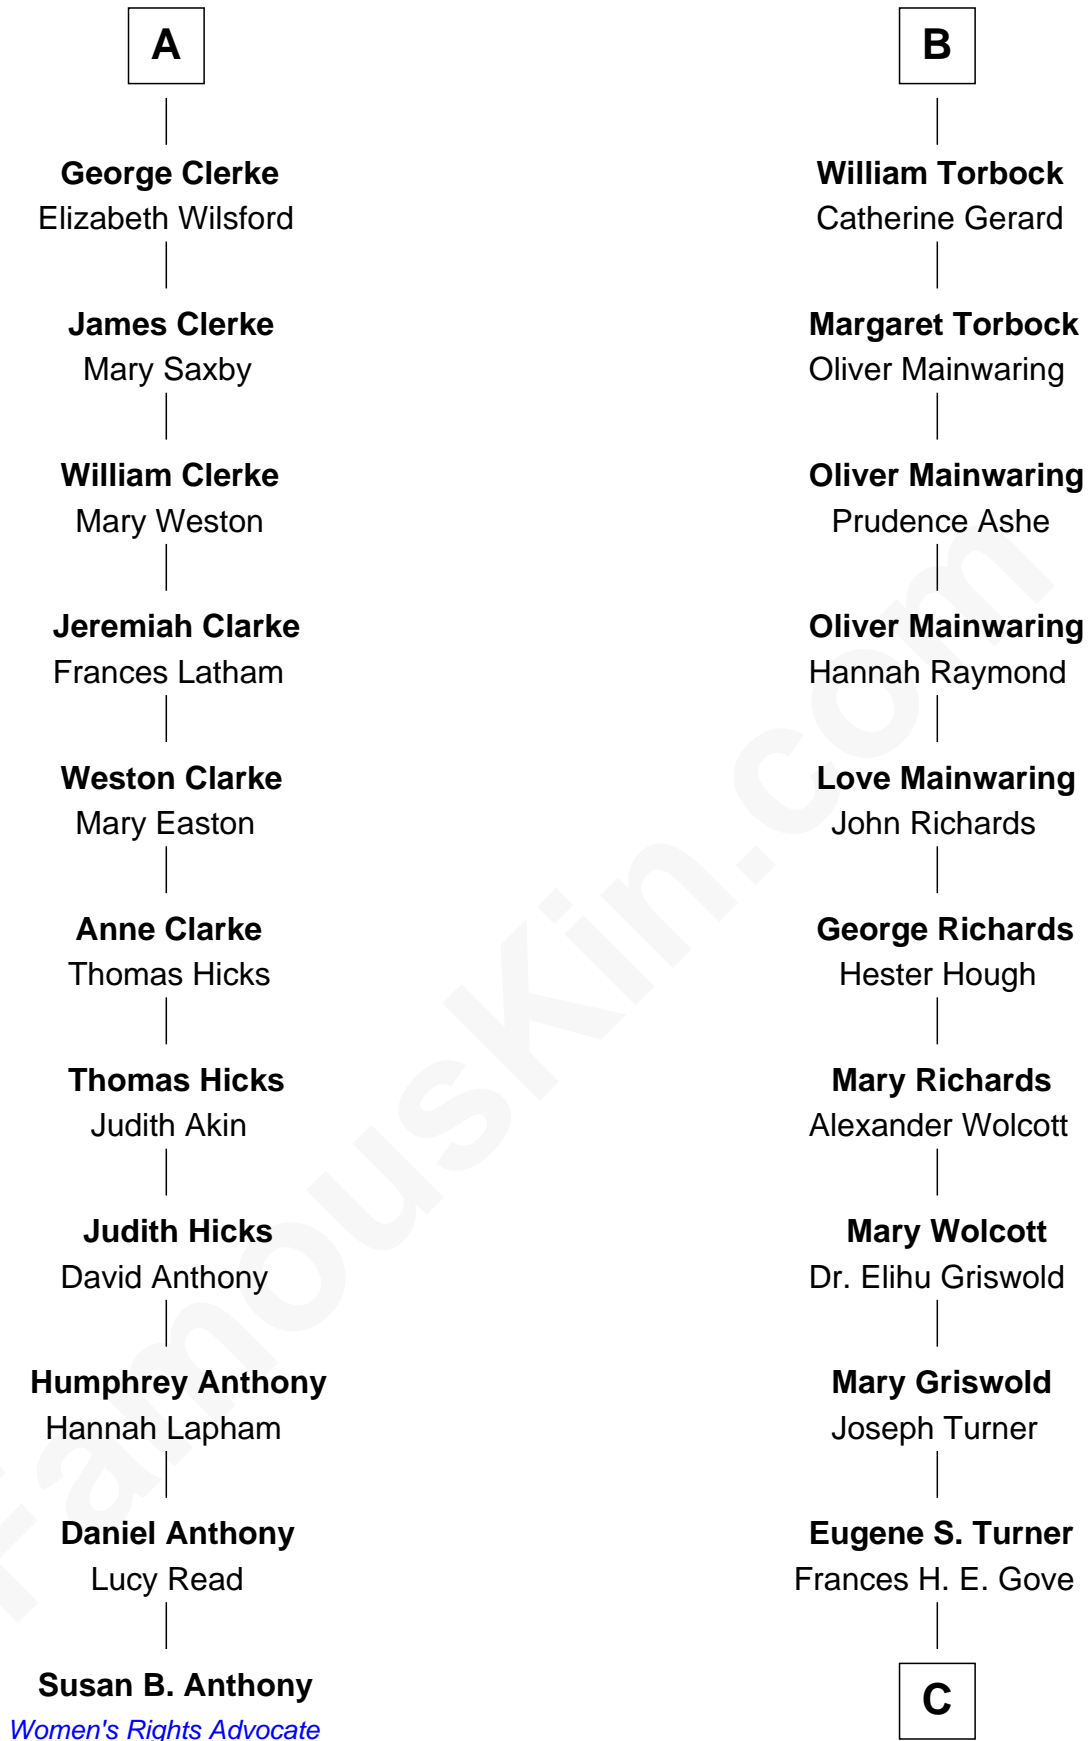 A
George Clerke
Elizabeth Wilsford
James Clerke
Mary Saxby
William Clerke
Mary Weston
Jeremiah Clarke
Frances Latham
Weston Clarke
Mary Easton
Anne Clarke
Thomas Hicks
Thomas Hicks
Judith Akin
Judith Hicks
David Anthony
Humphrey Anthony
Hannah Lapham
Daniel Anthony
Lucy Read
Susan B. Anthony
Women's Rights Advocate
B
William Torbock
Catherine Gerard
Margaret Torbock
Oliver Mainwaring
Oliver Mainwaring
Prudence Ashe
Oliver Mainwaring
Hannah Raymond
Love Mainwaring
John Richards
George Richards
Hester Hough
Mary Richards
Alexander Wolcott
Mary Wolcott
Dr. Elihu Griswold
Mary Griswold
Joseph Turner
Eugene S. Turner
Frances H. E. Gove
C
FamousKin.com